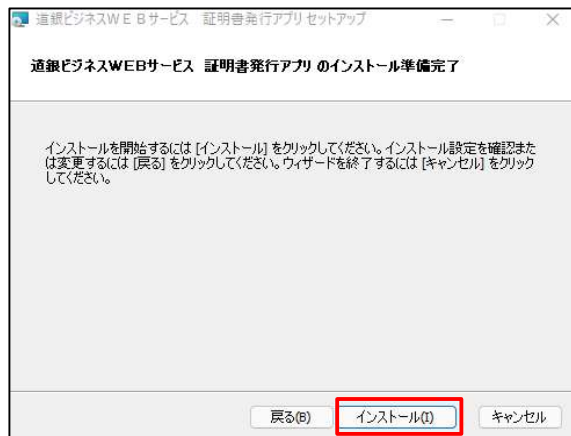 道銀ビジネスWEBサービス 証明書発行アプリ セットアップ
道銀ビジネスWEBサービス 証明書発行アプリ のインストール準備完了
インストールを開始するには [インストール] をクリックしてください。インストール設定を確認また
は変更するには [戻る] をクリックしてください。ウィザードを終了するには [キャンセル] をクリック
してください。
戻る(B) インストール(I) キャンセル